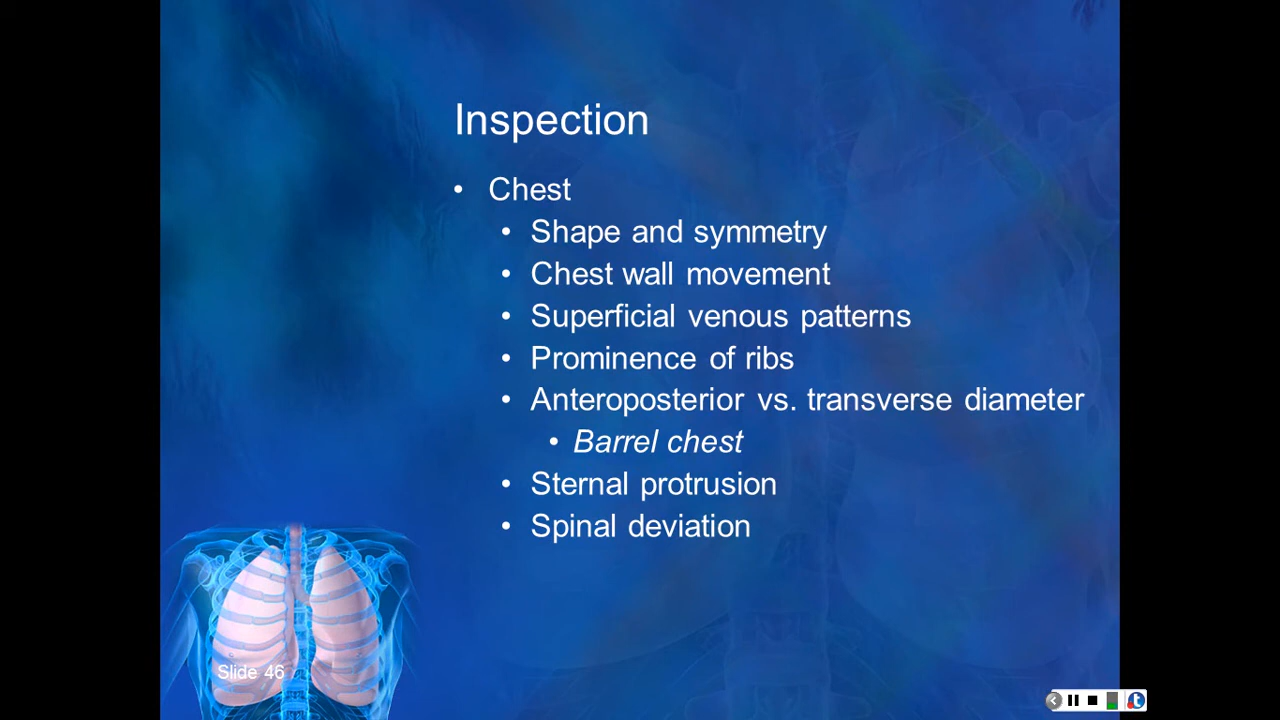 Inspection
• Chest
• Shape and symmetry
• Chest wall movement
• Superficial venous patterns
• Prominence of ribs
• Anteroposterior vs. transverse diameter
• Barrel chest
• Sternal protrusion
• Spinal deviation
Slide 46
t